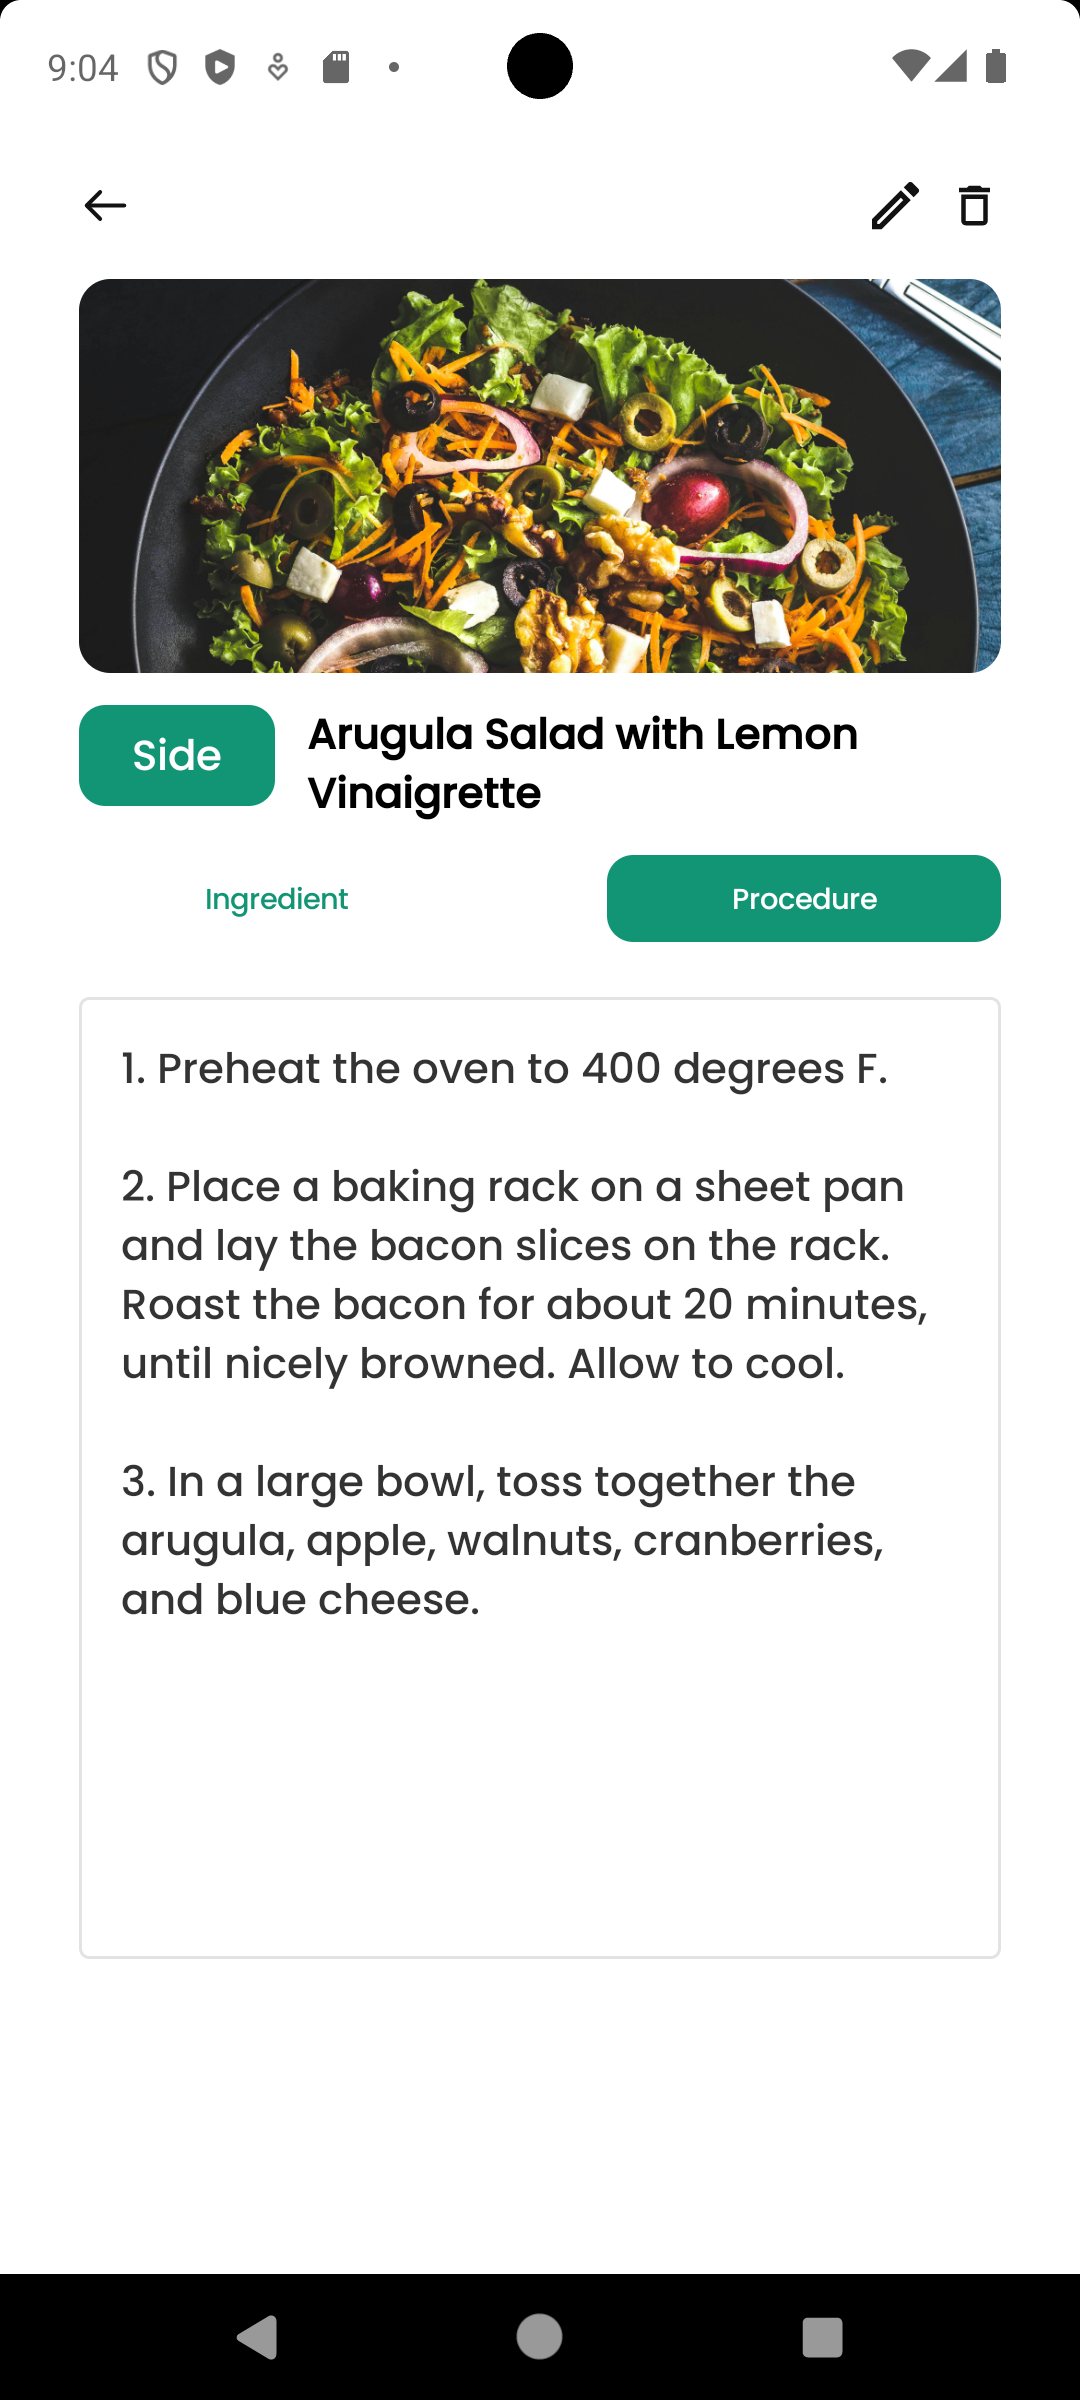 9:04
Side
Arugula Salad with Lemon
Vinaigrette
Ingredient
Procedure
1. Preheat the oven to 400 degrees F.
2. Place a baking rack on a sheet pan
and lay the bacon slices on the rack.
Roast the bacon for about 20 minutes,
until nicely browned. Allow to cool.
3. In a large bowl, toss together the
arugula, apple, walnuts, cranberries,
and blue cheese.